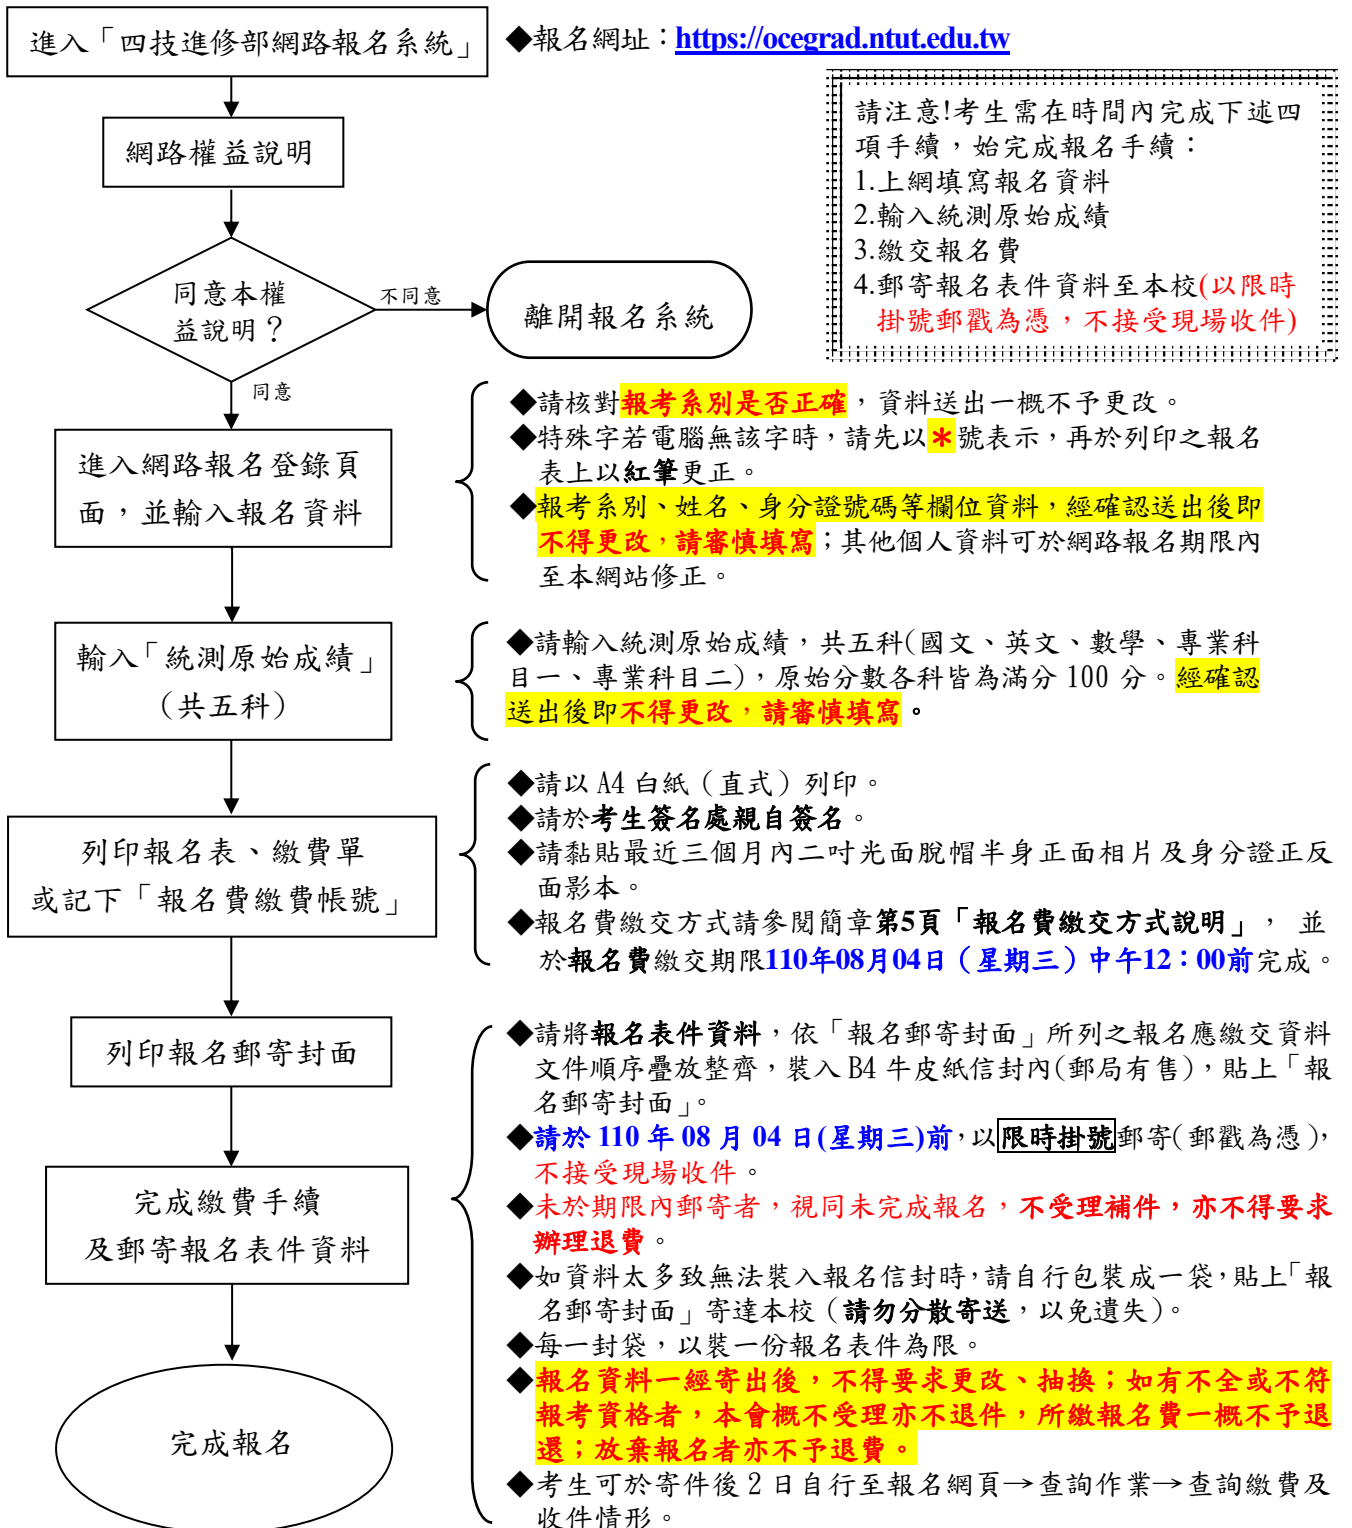 進入「四技進修部網路報名系統」
◆報名網址：https://ocegrad.ntut.edu.tw
請注意!考生需在時間內完成下述四
項手續，始完成報名手續：
1.上網填寫報名資料
2.輸入統測原始成績
3.繳交報名費
4.郵寄報名表件資料至本校(以限時
掛號郵戳為憑，不接受現場收件)
網路權益說明
同意本權
益說明？
不同意
離開報名系統
同意
進入網路報名登錄頁
面，並輸入報名資料
◆請核對報考系別是否正確，資料送出一概不予更改。
◆特殊字若電腦無該字時，請先以＊號表示，再於列印之報名
表上以紅筆更正。
◆報考系別、姓名、身分證號碼等欄位資料，經確認送出後即
不得更改，請審慎填寫；其他個人資料可於網路報名期限內
至本網站修正。
輸入「統測原始成績」
（共五科）
◆請輸入統測原始成績，共五科(國文、英文、數學、專業科
目一、專業科目二)，原始分數各科皆為滿分 100 分。經確認
送出後即不得更改，請審慎填寫。
列印報名表、繳費單
或記下「報名費繳費帳號」
◆請以 A4 白紙（直式）列印。
◆請於考生簽名處親自簽名。
◆請黏貼最近三個月內二吋光面脫帽半身正面相片及身分證正反
面影本。
◆報名費繳交方式請參閱簡章第5頁「報名費繳交方式說明」， 並
於報名費繳交期限110年08月04日（星期三）中午12：00前完成。
列印報名郵寄封面
完成繳費手續
及郵寄報名表件資料
◆請將報名表件資料，依「報名郵寄封面」所列之報名應繳交資料
文件順序疊放整齊，裝入 B4 牛皮紙信封內(郵局有售)，貼上「報
名郵寄封面」。
◆請於 110 年 08 月 04 日(星期三)前，以限時掛號郵寄(郵戳為憑)，
不接受現場收件。
◆未於期限內郵寄者，視同未完成報名，不受理補件，亦不得要求
辦理退費。
◆如資料太多致無法裝入報名信封時，請自行包裝成一袋，貼上「報
名郵寄封面」寄達本校（請勿分散寄送，以免遺失）。
◆每一封袋，以裝一份報名表件為限。
◆報名資料一經寄出後，不得要求更改、抽換；如有不全或不符
報考資格者，本會概不受理亦不退件，所繳報名費一概不予退
還；放棄報名者亦不予退費。
◆考生可於寄件後 2 日自行至報名網頁→查詢作業→查詢繳費及
收件情形。
完成報名